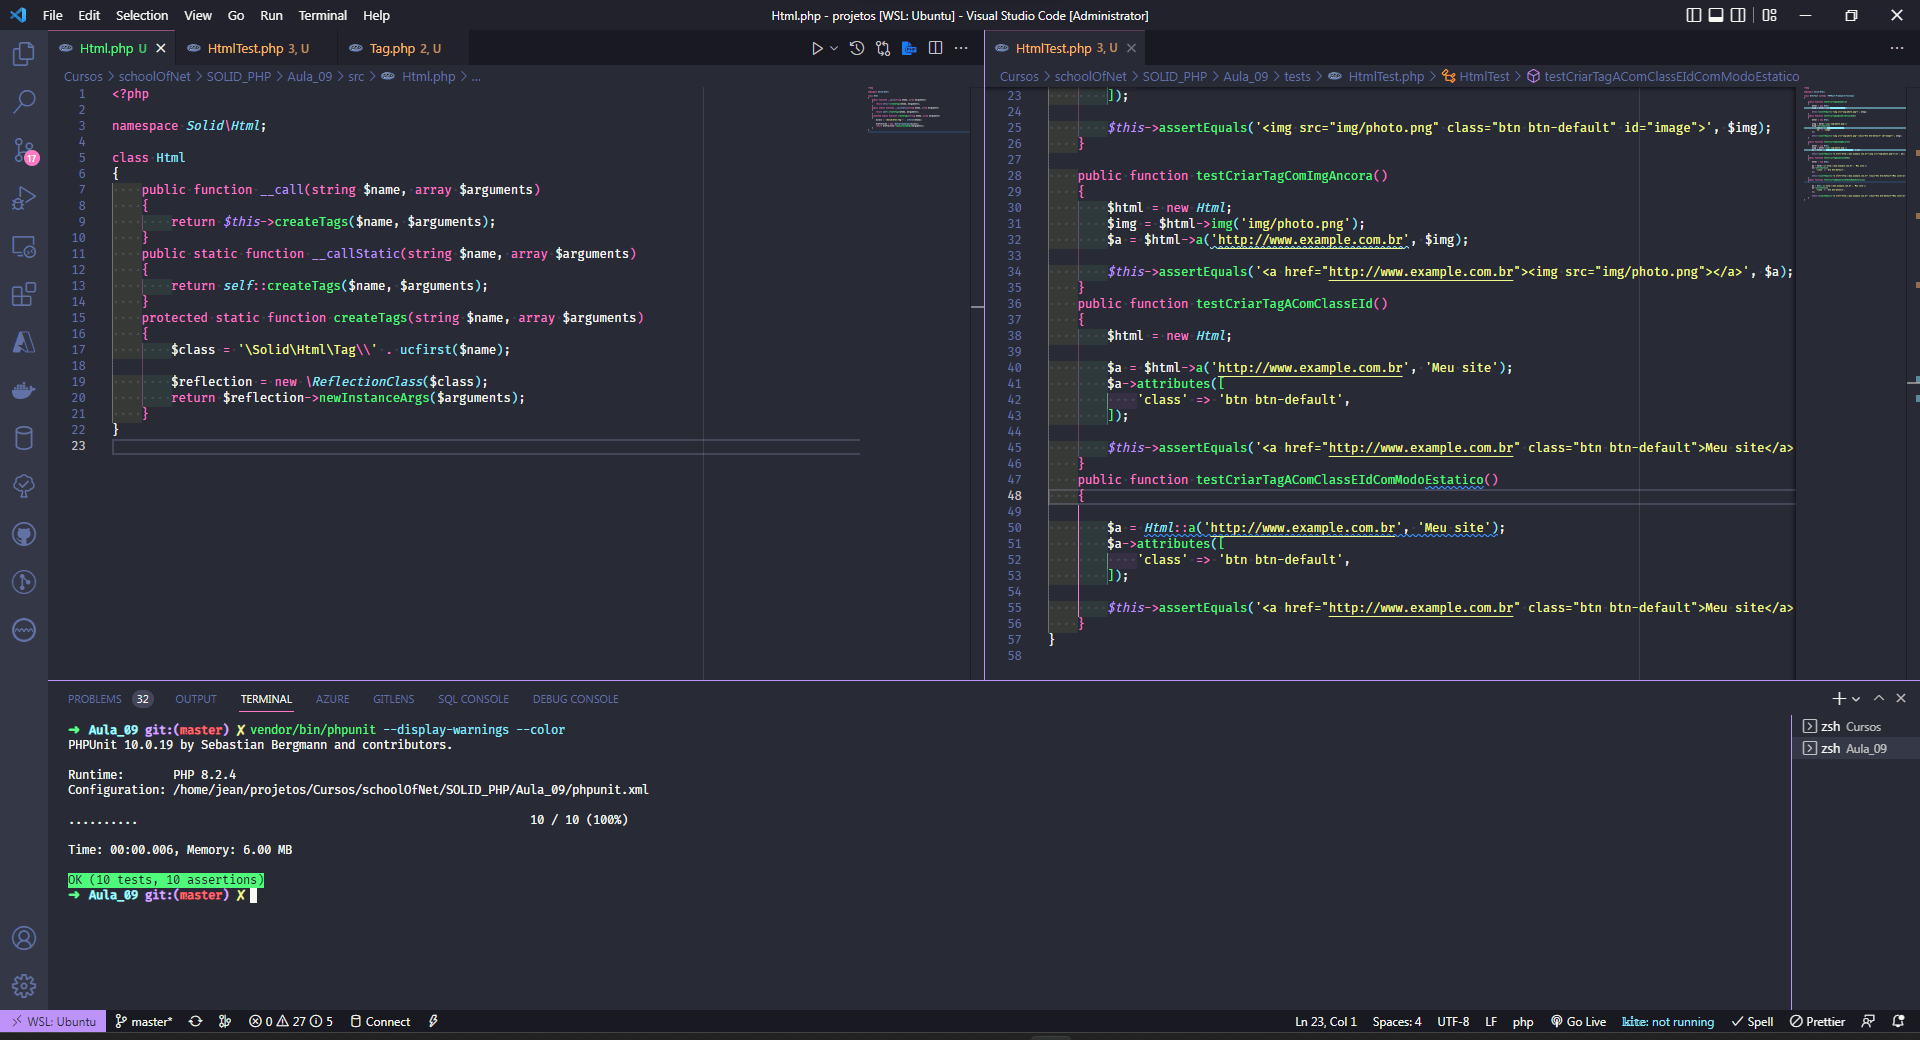 File Edit Selection View Go Run Terminal Help
Html.php - projetos [WSL: Ubuntu] - Visual Studio Code [Administrator]
Html.php U
HtmlTest.php 3, U
Tag.php 2, U
Cursos > schoolOfNet > SOLID_PHP > Aula_09 > src > Html.php > ...
1 <?php
2
3 namespace Solid\Html;
4
5 class Html
6 {
7 public function __call(string $name, array $arguments)
8 {
9 return $this->createTags($name, $arguments);
10 }
11 public static function __callStatic(string $name, array $arguments)
12 {
13 return self::createTags($name, $arguments);
14 }
15 protected static function createTags(string $name, array $arguments)
16 {
17 $class = '\Solid\Html\Tag\\' . ucfirst($name);
18
19 $reflection = new \ReflectionClass($class);
20 return $reflection->newInstanceArgs($arguments);
21 }
22 }
23
HtmlTest.php 3, U
Cursos > schoolOfNet > SOLID_PHP > Aula_09 > tests > HtmlTest.php > HtmlTest > testCriarTagAComClassEIdComModoEstatico
23 ]);
24
25 $this->assertEquals('<img src="img/photo.png" class="btn btn-default" id="image">', $img);
26 }
27
28 public function testCriarTagComImgAncora()
29 {
30 $html = new Html;
31 $img = $html->img('img/photo.png');
32 $a = $html->a('http://www.example.com.br', $img);
33
34 $this->assertEquals('<a href="http://www.example.com.br"><img src="img/photo.png"></a>', $a);
35 }
36 public function testCriarTagAComClassEId()
37 {
38 $html = new Html;
39
40 $a = $html->a('http://www.example.com.br', 'Meu site');
41 $a->attributes([
42 'class' => 'btn btn-default',
43 ]);
44
45 $this->assertEquals('<a href="http://www.example.com.br" class="btn btn-default">Meu site</a>
46 }
47 public function testCriarTagAComClassEIdComModoEstatico()
48 {
49
50 $a = Html::a('http://www.example.com.br', 'Meu site');
51 $a->attributes([
52 'class' => 'btn btn-default',
53 ]);
54
55 $this->assertEquals('<a href="http://www.example.com.br" class="btn btn-default">Meu site</a>
56 }
57 }
58
17
PROBLEMS 32 OUTPUT TERMINAL AZURE GITLENS SQL CONSOLE DEBUG CONSOLE
➜ Aula_09 git:(master) ✗ vendor/bin/phpunit --display-warnings --color
PHPUnit 10.0.19 by Sebastian Bergmann and contributors.
Runtime: PHP 8.2.4
Configuration: /home/jean/projetos/Cursos/schoolOfNet/SOLID_PHP/Aula_09/phpunit.xml
.......... 10 / 10 (100%)
Time: 00:00.006, Memory: 6.00 MB
OK (10 tests, 10 assertions)
➜ Aula_09 git:(master) ✗
zsh Cursos
zsh Aula_09
WSL: Ubuntu master* 0 27 5 Connect
Ln 23, Col 1 Spaces: 4 UTF-8 LF php Go Live kite: not running Spell Prettier